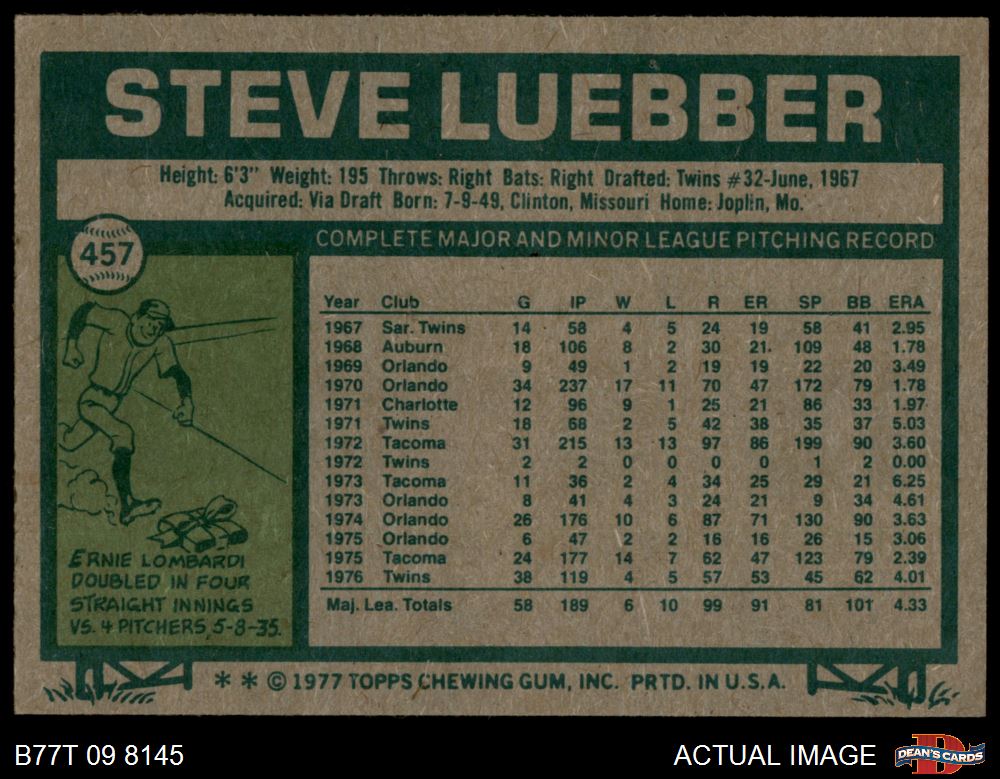 STEVE LUEBBER
Height: 6'3" Weight: 195 Throws: Right Bats: Right Drafted: Twins #32-June, 1967
Acquired: Via Draft Born: 7-9-49, Clinton, Missouri Home: Joplin, Mo.
457
COMPLETE MAJOR AND MINOR LEAGUE PITCHING RECORD
Year Club G IP W L R ER SP BB ERA
1967 Sar. Twins 14 58 4 5 24 19 58 41 2.95
1968 Auburn 18 106 8 2 30 21 109 48 1.78
1969 Orlando 9 49 1 2 19 19 22 20 3.49
1970 Orlando 34 237 17 11 70 47 172 79 1.78
1971 Charlotte 12 96 9 1 25 21 86 33 1.97
1971 Twins 18 68 2 5 42 38 35 37 5.03
1972 Tacoma 31 215 13 13 97 86 199 90 3.60
1972 Twins 2 2 0 0 0 0 1 2 0.00
1973 Tacoma 11 36 2 4 34 25 29 21 6.25
1973 Orlando 8 41 4 3 24 21 9 34 4.61
1974 Orlando 26 176 10 6 87 71 130 90 3.63
1975 Orlando 6 47 2 2 16 16 26 15 3.06
1975 Tacoma 24 177 14 7 62 47 123 79 2.39
1976 Twins 38 119 4 5 57 53 45 62 4.01
Maj. Lea. Totals 58 189 6 10 99 91 81 101 4.33
ERNIE LOMBARDI
DOUBLED IN FOUR
STRAIGHT INNINGS
VS. 4 PITCHERS, 5-8-35.
* * © 1977 TOPPS CHEWING GUM, INC. PRTD. IN U.S.A.
B77T 09 8145
ACTUAL IMAGE
DEAN'S CARDS